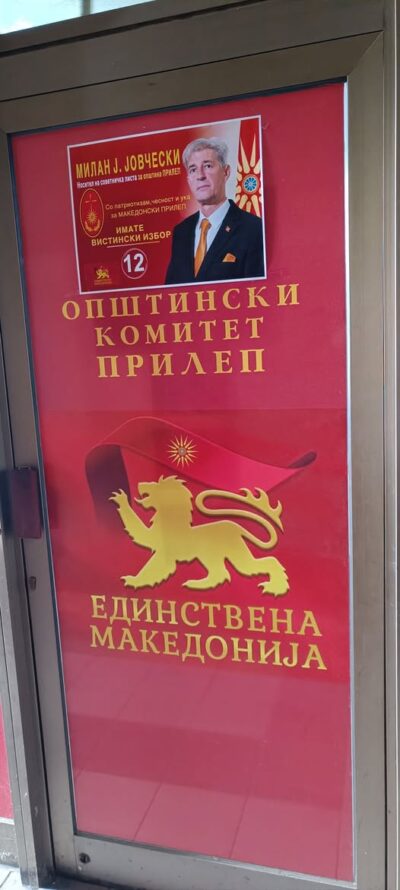 МИЛАН Ј. ЈОВЧЕСКИ
Носител на советничка листа за општина ПРИЛЕП
Со патриотизам, чесност и ука
за МАКЕДОНСКИ ПРИЛЕП
ИМАТЕ
ВИСТИНСКИ ИЗБОР
12
ОПШТИНСКИ
КОМИТЕТ
ПРИЛЕП
ЕДИНСТВЕНА
МАКЕДОНИЈА